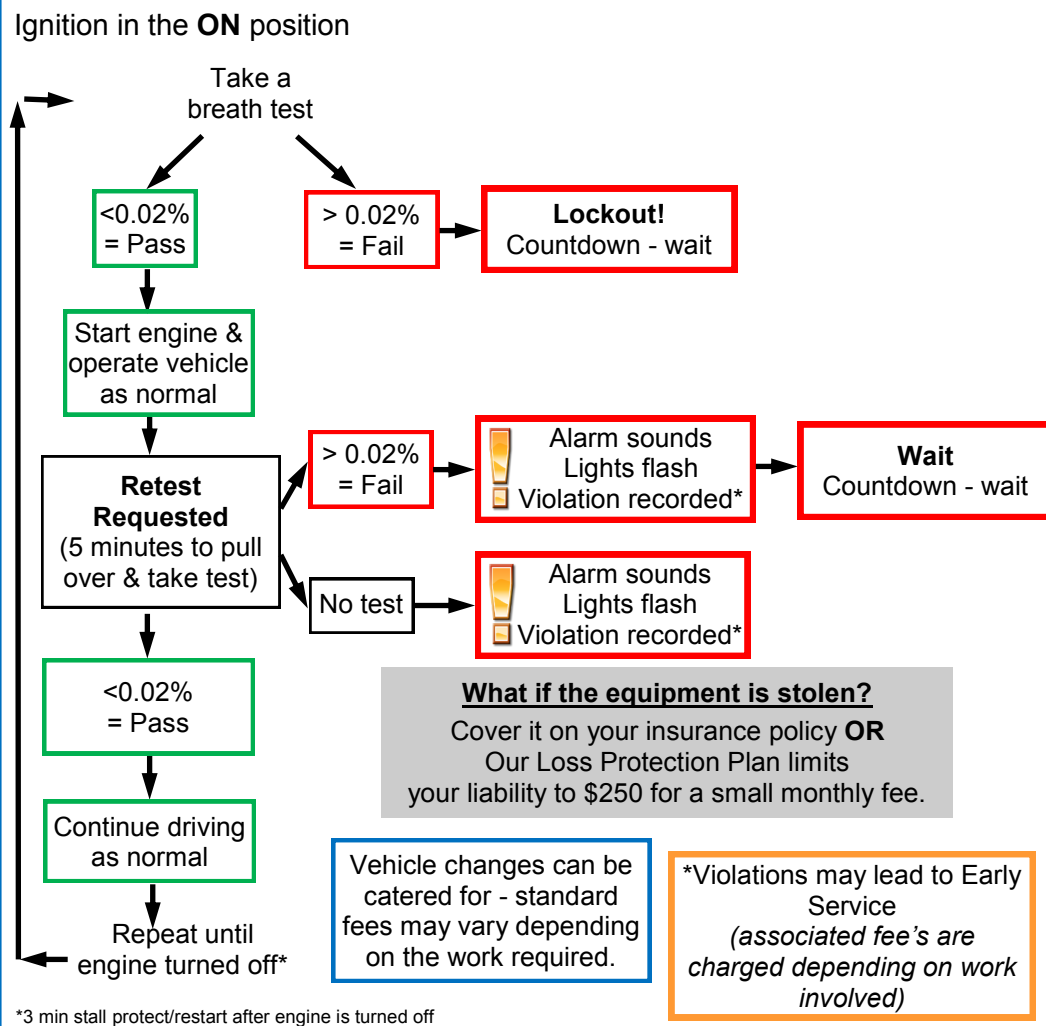 Ignition in the ON position
Take a
breath test
<0.02%
= Pass
> 0.02%
= Fail
Lockout!
Countdown - wait
Start engine &
operate vehicle
as normal
Retest
Requested
(5 minutes to pull
over & take test)
> 0.02%
= Fail
Alarm sounds
Lights flash
Violation recorded*
Wait
Countdown - wait
No test
Alarm sounds
Lights flash
Violation recorded*
<0.02%
= Pass
What if the equipment is stolen?
Cover it on your insurance policy OR
Our Loss Protection Plan limits
your liability to $250 for a small monthly fee.
Continue driving
as normal
Vehicle changes can be
catered for - standard
fees may vary depending
on the work required.
*Violations may lead to Early
Service
(associated fee's are
charged depending on work
involved)
Repeat until
engine turned off*
*3 min stall protect/restart after engine is turned off